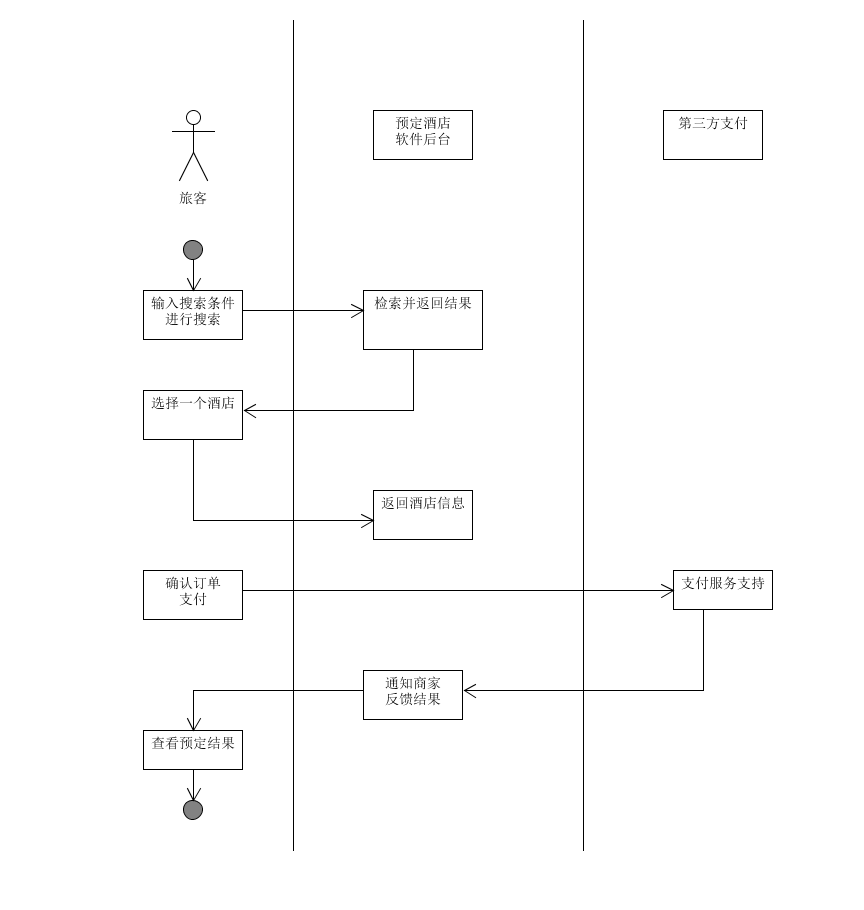 预定酒店
软件后台
第三方支付
旅客
输入搜索条件
进行搜索
检索并返回结果
选择一个酒店
返回酒店信息
确认订单
支付
支付服务支持
通知商家
反馈结果
查看预定结果